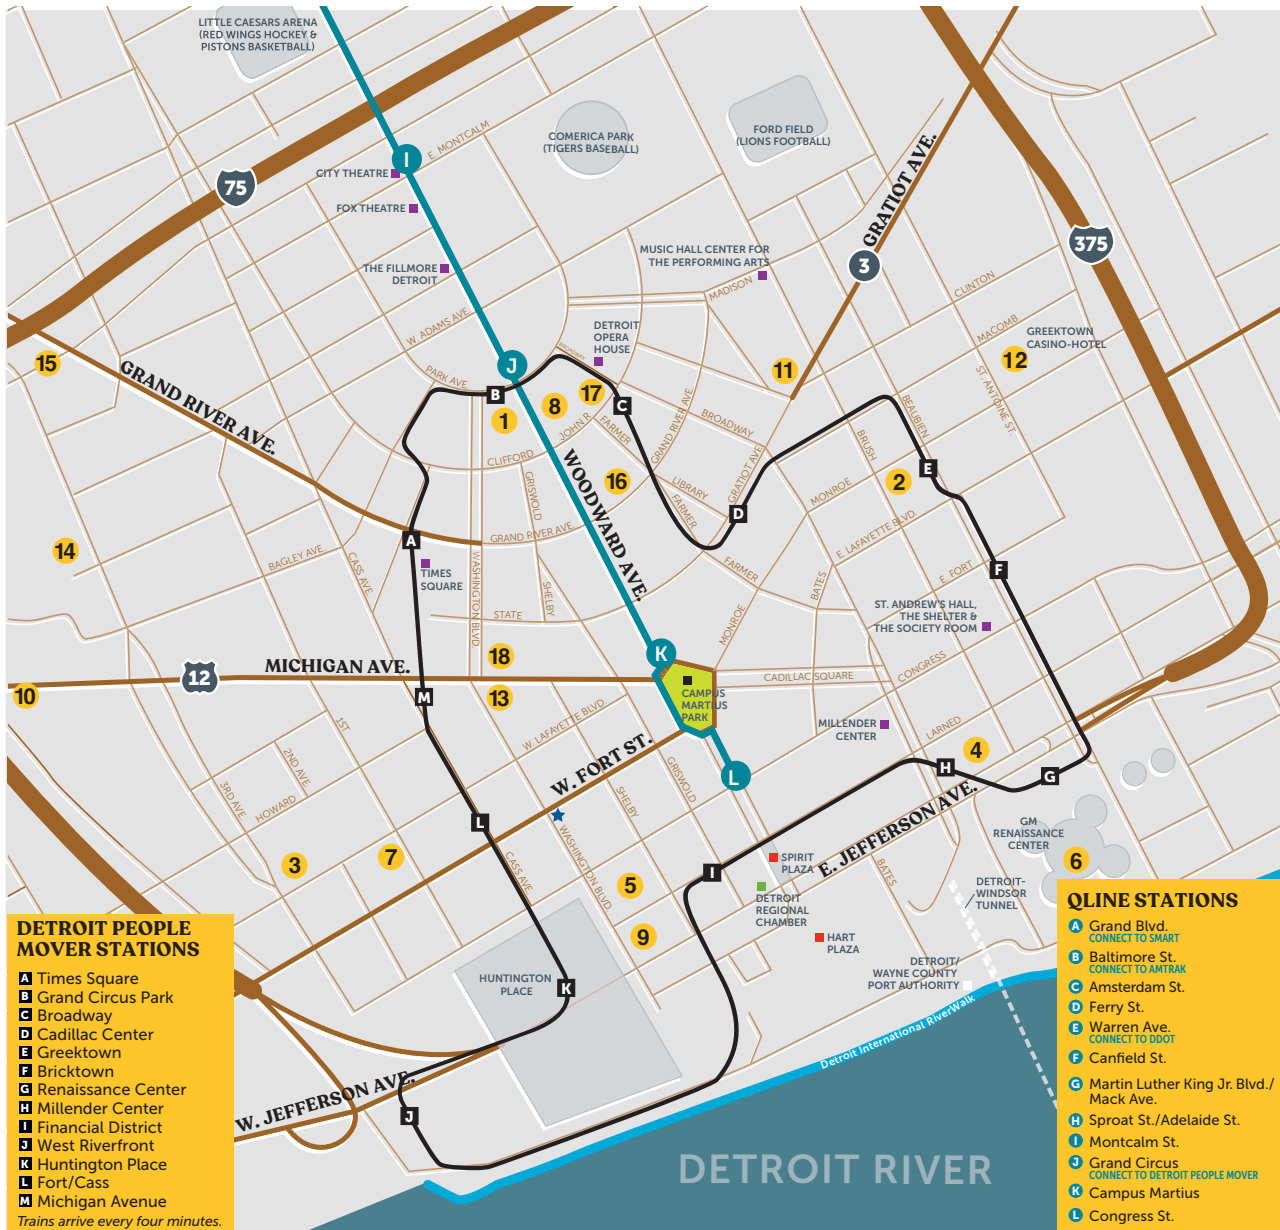 LITTLE CAESARS ARENA
(RED WINGS HOCKEY &
PISTONS BASKETBALL)
I
E. MONTCALM
CITY THEATRE
FOX THEATRE
75
COMERICA PARK
(TIGERS BASEBALL)
FORD FIELD
(LIONS FOOTBALL)
GRATIOT AVE.
3
375
THE FILLMORE
DETROIT
MUSIC HALL CENTER FOR
THE PERFORMING ARTS
MADISON
CLINTON
MACOMB
GREEKTOWN
CASINO-HOTEL
12
ST. ANTOINE ST.
W. ADAMS AVE
DETROIT
OPERA
HOUSE
BROADWAY
15
GRAND RIVER AVE.
PARK AVE
J
B
1
8
17
C
11
JOHN R
FARMER
GRAND RIVER AVE
BROADWAY
BEAUBIEN
BRUSH
E
2
CLIFFORD
GRISWOLD
WOODWARD AVE.
16
LIBRARY
FARMER
GRATIOT AVE
D
MONROE
E. LAFAYETTE BLVD.
14
BAGLEY AVE
CASS AVE
A
TIMES
SQUARE
WASHINGTON BLVD.
GRAND RIVER AVE
SHELBY
STATE
FARMER
BATES
MONROE
E. FORT
F
ST. ANDREW'S HALL,
THE SHELTER &
THE SOCIETY ROOM
MICHIGAN AVE.
12
10
18
13
M
K
CAMPUS
MARTIUS
PARK
CADILLAC SQUARE
CONGRESS
MILLENDER
CENTER
LARNED
1ST
2ND AVE
3RD AVE
HOWARD
W. LAFAYETTE BLVD.
W. FORT ST.
GRISWOLD
SHELBY
L
H
4
G
E. JEFFERSON AVE.
GM
RENAISSANCE
CENTER
6
3
7
L
CASS AVE
WASHINGTON BLVD
5
9
I
SPIRIT
PLAZA
DETROIT
REGIONAL
CHAMBER
HART
PLAZA
BATES
DETROIT-
WINDSOR
TUNNEL
DETROIT/
WAYNE COUNTY
PORT AUTHORITY
HUNTINGTON
PLACE
K
W. JEFFERSON AVE.
J
Detroit International RiverWalk
DETROIT RIVER
DETROIT PEOPLE
MOVER STATIONS
A Times Square
B Grand Circus Park
C Broadway
D Cadillac Center
E Greektown
F Bricktown
G Renaissance Center
H Millender Center
I Financial District
J West Riverfront
K Huntington Place
L Fort/Cass
M Michigan Avenue
Trains arrive every four minutes.
QLINE STATIONS
A Grand Blvd.
CONNECT TO SMART
B Baltimore St.
CONNECT TO AMTRAK
C Amsterdam St.
D Ferry St.
E Warren Ave.
CONNECT TO DDOT
F Canfield St.
G Martin Luther King Jr. Blvd./
Mack Ave.
H Sproat St./Adelaide St.
I Montcalm St.
J Grand Circus
CONNECT TO DETROIT PEOPLE MOVER
K Campus Martius
L Congress St.